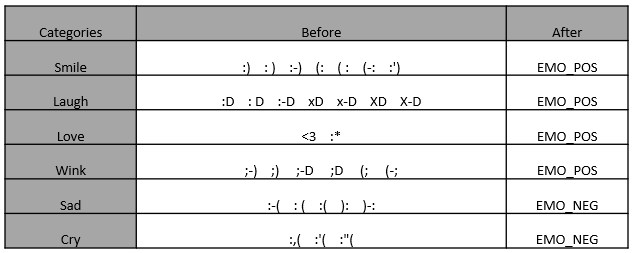 Categories Before After
Smile :) : ) :-) (: ( : (-: :') EMO_POS
Laugh :D : D :-D xD x-D XD X-D EMO_POS
Love <3 :* EMO_POS
Wink ;-) ;) ;-D ;D (; (-; EMO_POS
Sad :-( : ( :( ): )-: EMO_NEG
Cry :,( :'( :"( EMO_NEG